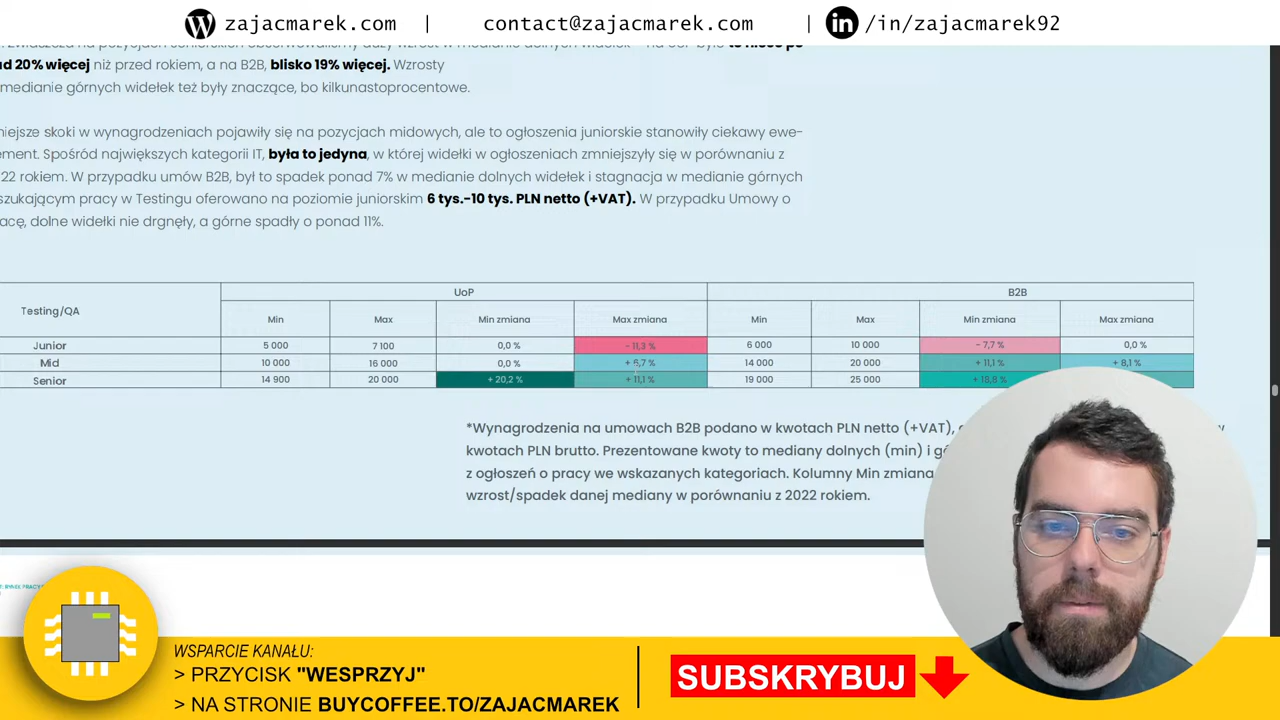 zajacmarek.com | contact@zajacmarek.com | /in/zajacmarek92
d 20% więcej niż przed rokiem, a na B2B, blisko 19% więcej. Wzrosty
medianie górnych widełek też były znaczące, bo kilkunastoprocentowe.
niejsze skoki w wynagrodzeniach pojawiły się na pozycjach midowych, ale to ogłoszenia juniorskie stanowiły ciekawy ewe-
ement. Spośród największych kategorii IT, była to jedyna, w której widełki w ogłoszeniach zmniejszyły się w porównaniu z
22 rokiem. W przypadku umów B2B, był to spadek ponad 7% w medianie dolnych widełek i stagnacja w medianie górnych
szukającym pracy w Testingu oferowano na poziomie juniorskim 6 tys.-10 tys. PLN netto (+VAT). W przypadku Umowy o
acę, dolne widełki nie drgnęły, a górne spadły o ponad 11%.
Testing/QA UoP B2B
Min Max Min zmiana Max zmiana Min Max Min zmiana Max zmiana
Junior 5 000 7 100 0,0 % - 11,3 % 6 000 10 000 - 7,7 % 0,0 %
Mid 10 000 16 000 0,0 % + 6,7 % 14 000 20 000 + 11,1 % + 8,1 %
Senior 14 900 20 000 + 20,2 % + 11,1 % 19 000 25 000 + 18,8 %
*Wynagrodzenia na umowach B2B podano w kwotach PLN netto (+VAT),
kwotach PLN brutto. Prezentowane kwoty to mediany dolnych (min) i
z ogłoszeń o pracy we wskazanych kategoriach. Kolumny Min zmiana
wzrost/spadek danej mediany w porównaniu z 2022 rokiem.
WSPARCIE KANAŁU:
> PRZYCISK "WESPRZYJ"
> NA STRONIE BUYCOFFEE.TO/ZAJACMAREK
SUBSKRYBUJ